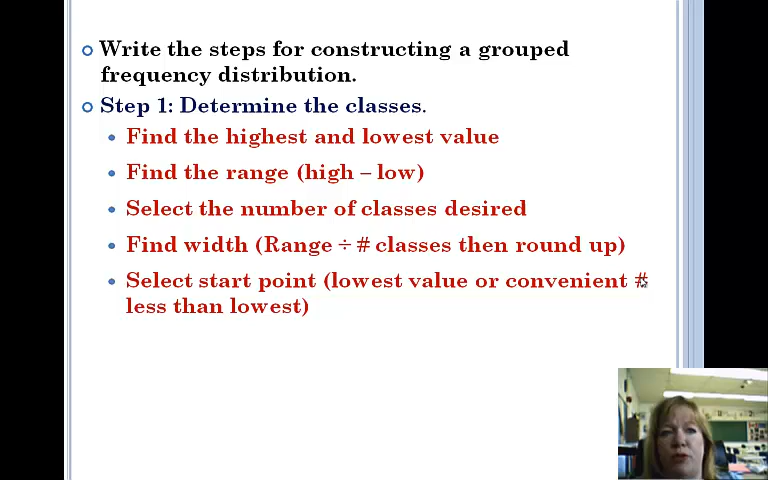 Write the steps for constructing a grouped
frequency distribution.
Step 1: Determine the classes.
Find the highest and lowest value
Find the range (high – low)
Select the number of classes desired
Find width (Range ÷ # classes then round up)
Select start point (lowest value or convenient #
less than lowest)